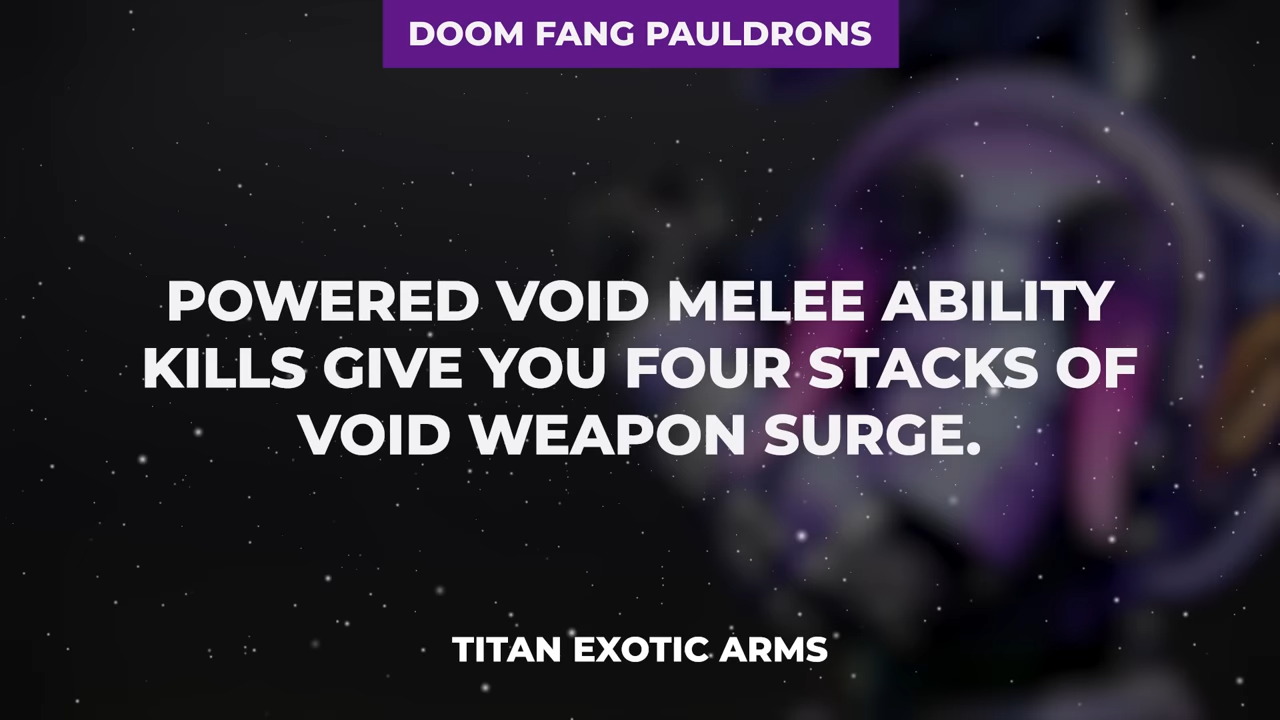 DOOM FANG PAULDRONS
POWERED VOID MELEE ABILITY
KILLS GIVE YOU FOUR STACKS OF
VOID WEAPON SURGE.
TITAN EXOTIC ARMS